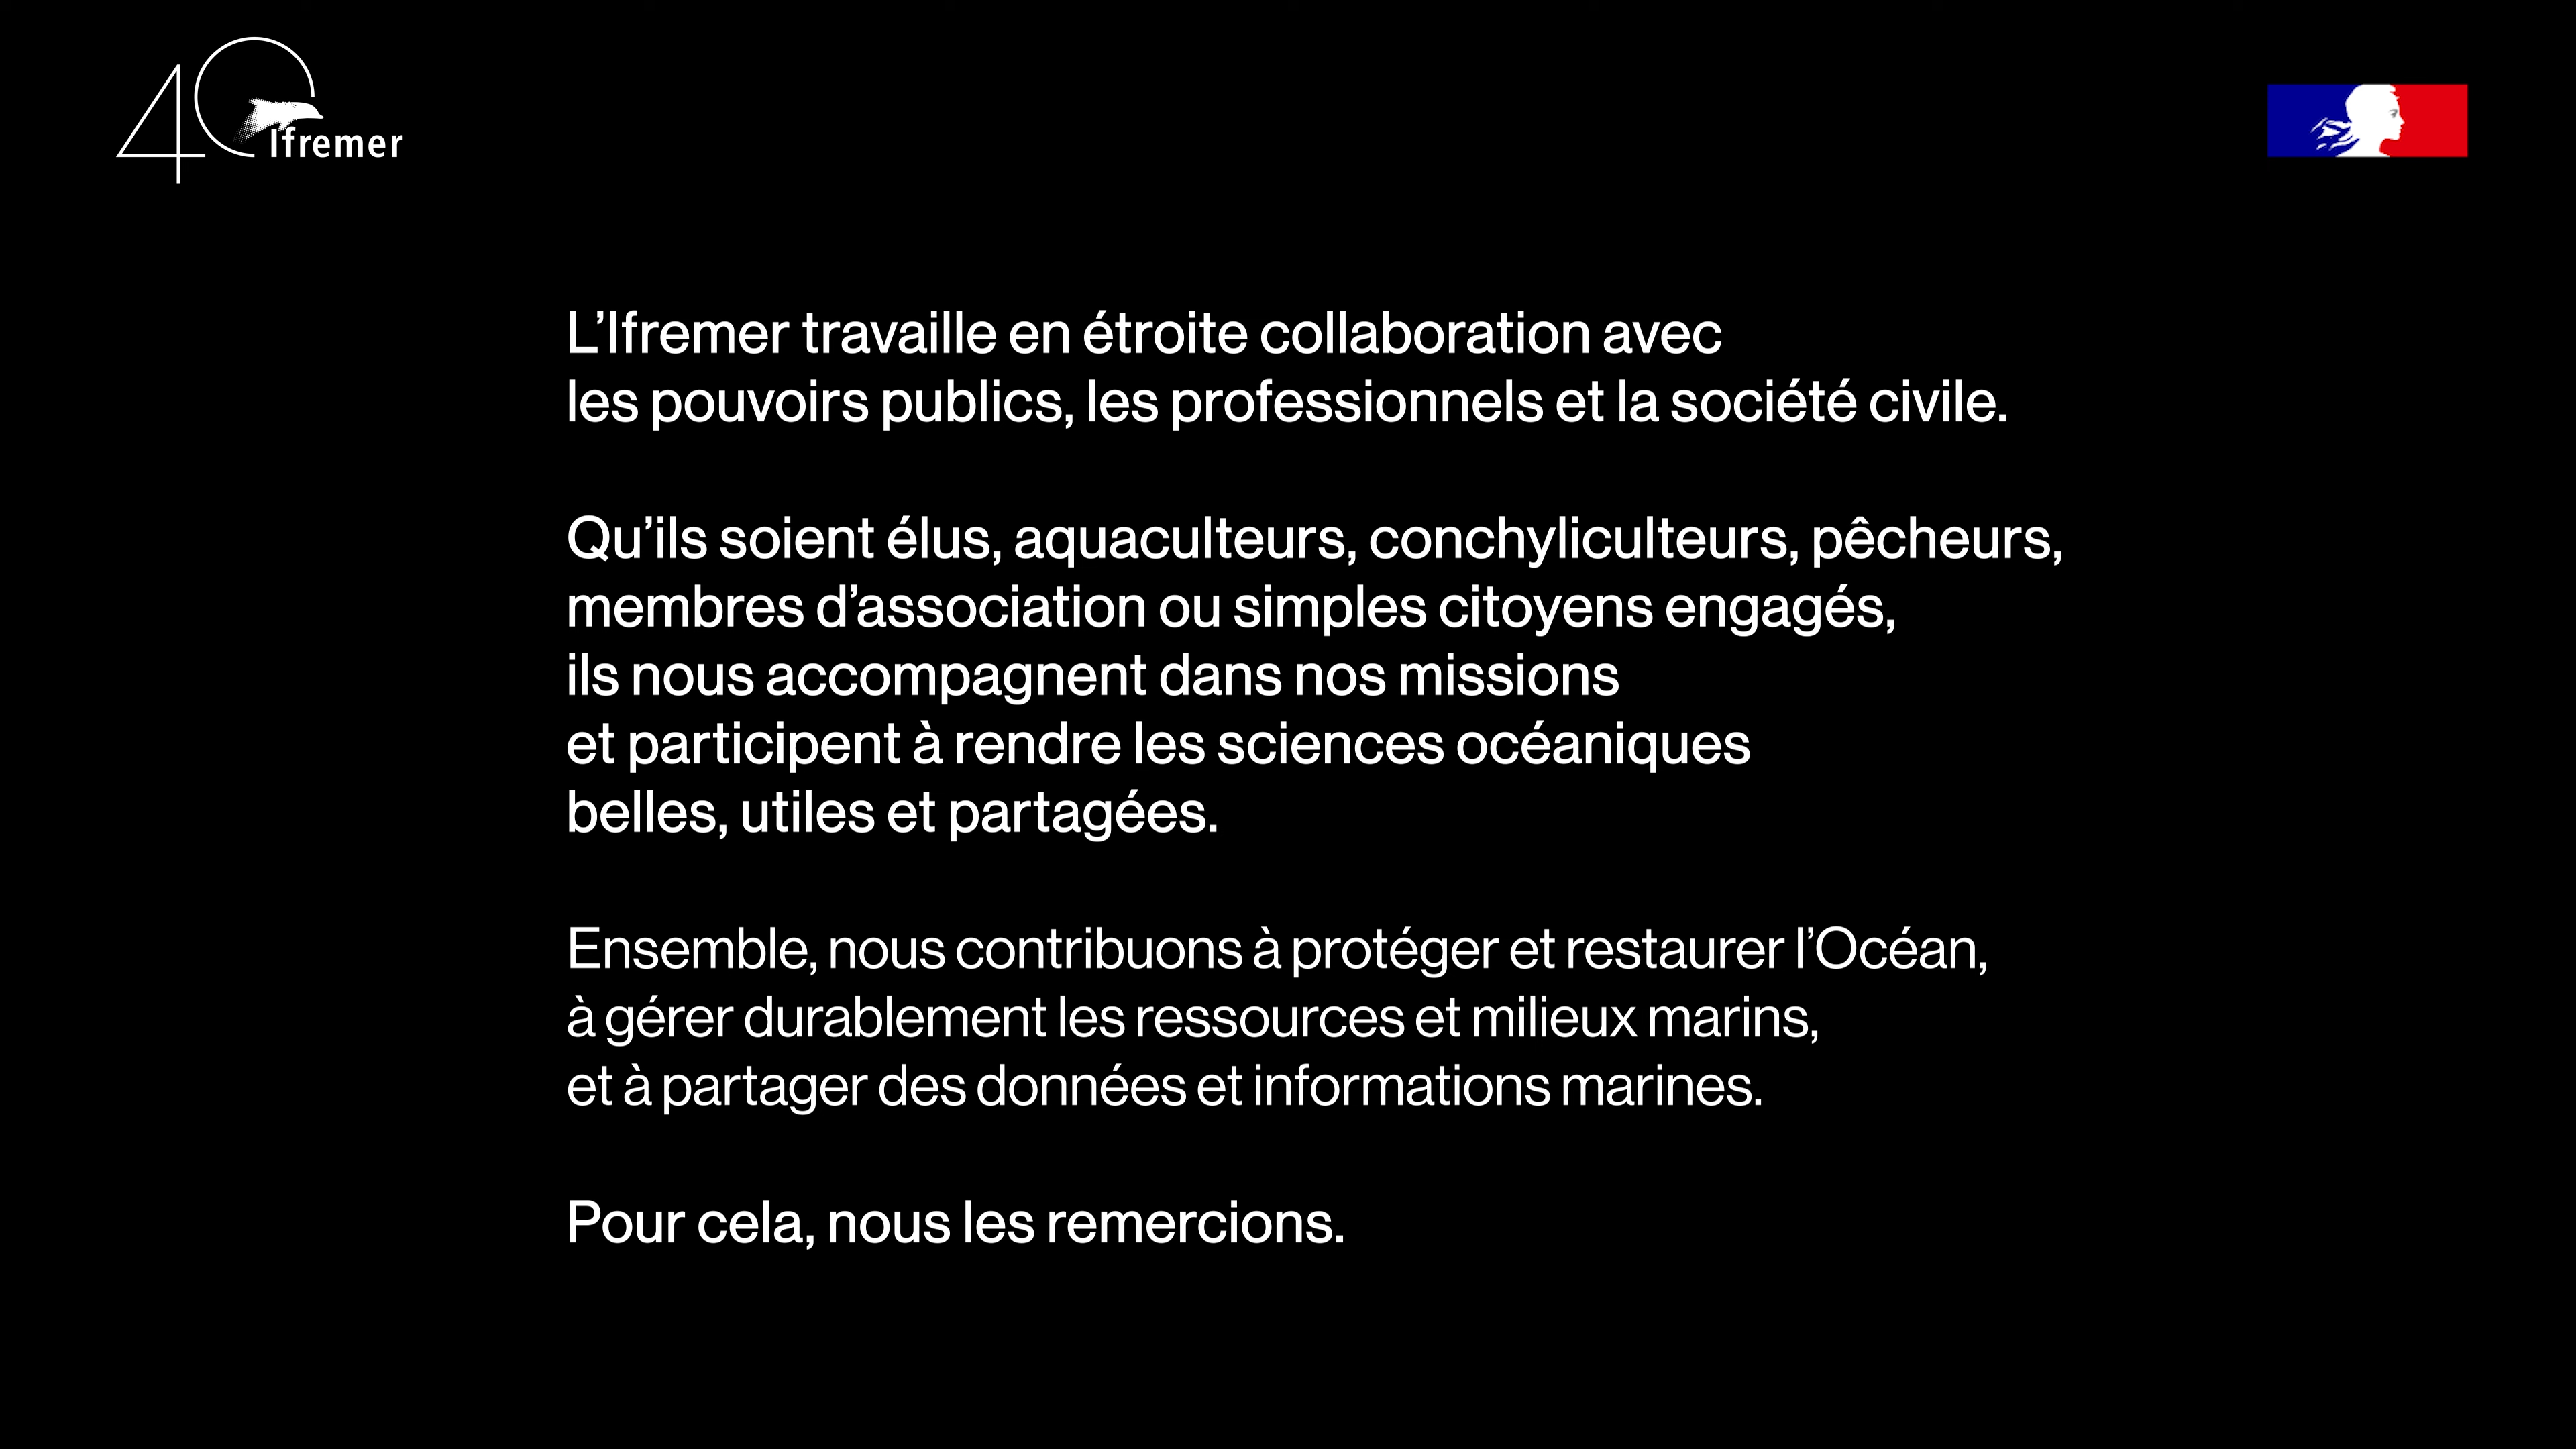 40
Ifremer
L’Ifremer travaille en étroite collaboration avec
les pouvoirs publics, les professionnels et la société civile.
Qu’ils soient élus, aquaculteurs, conchyliculteurs, pêcheurs,
membres d’association ou simples citoyens engagés,
ils nous accompagnent dans nos missions
et participent à rendre les sciences océaniques
belles, utiles et partagées.
Ensemble, nous contribuons à protéger et restaurer l’Océan,
à gérer durablement les ressources et milieux marins,
et à partager des données et informations marines.
Pour cela, nous les remercions.